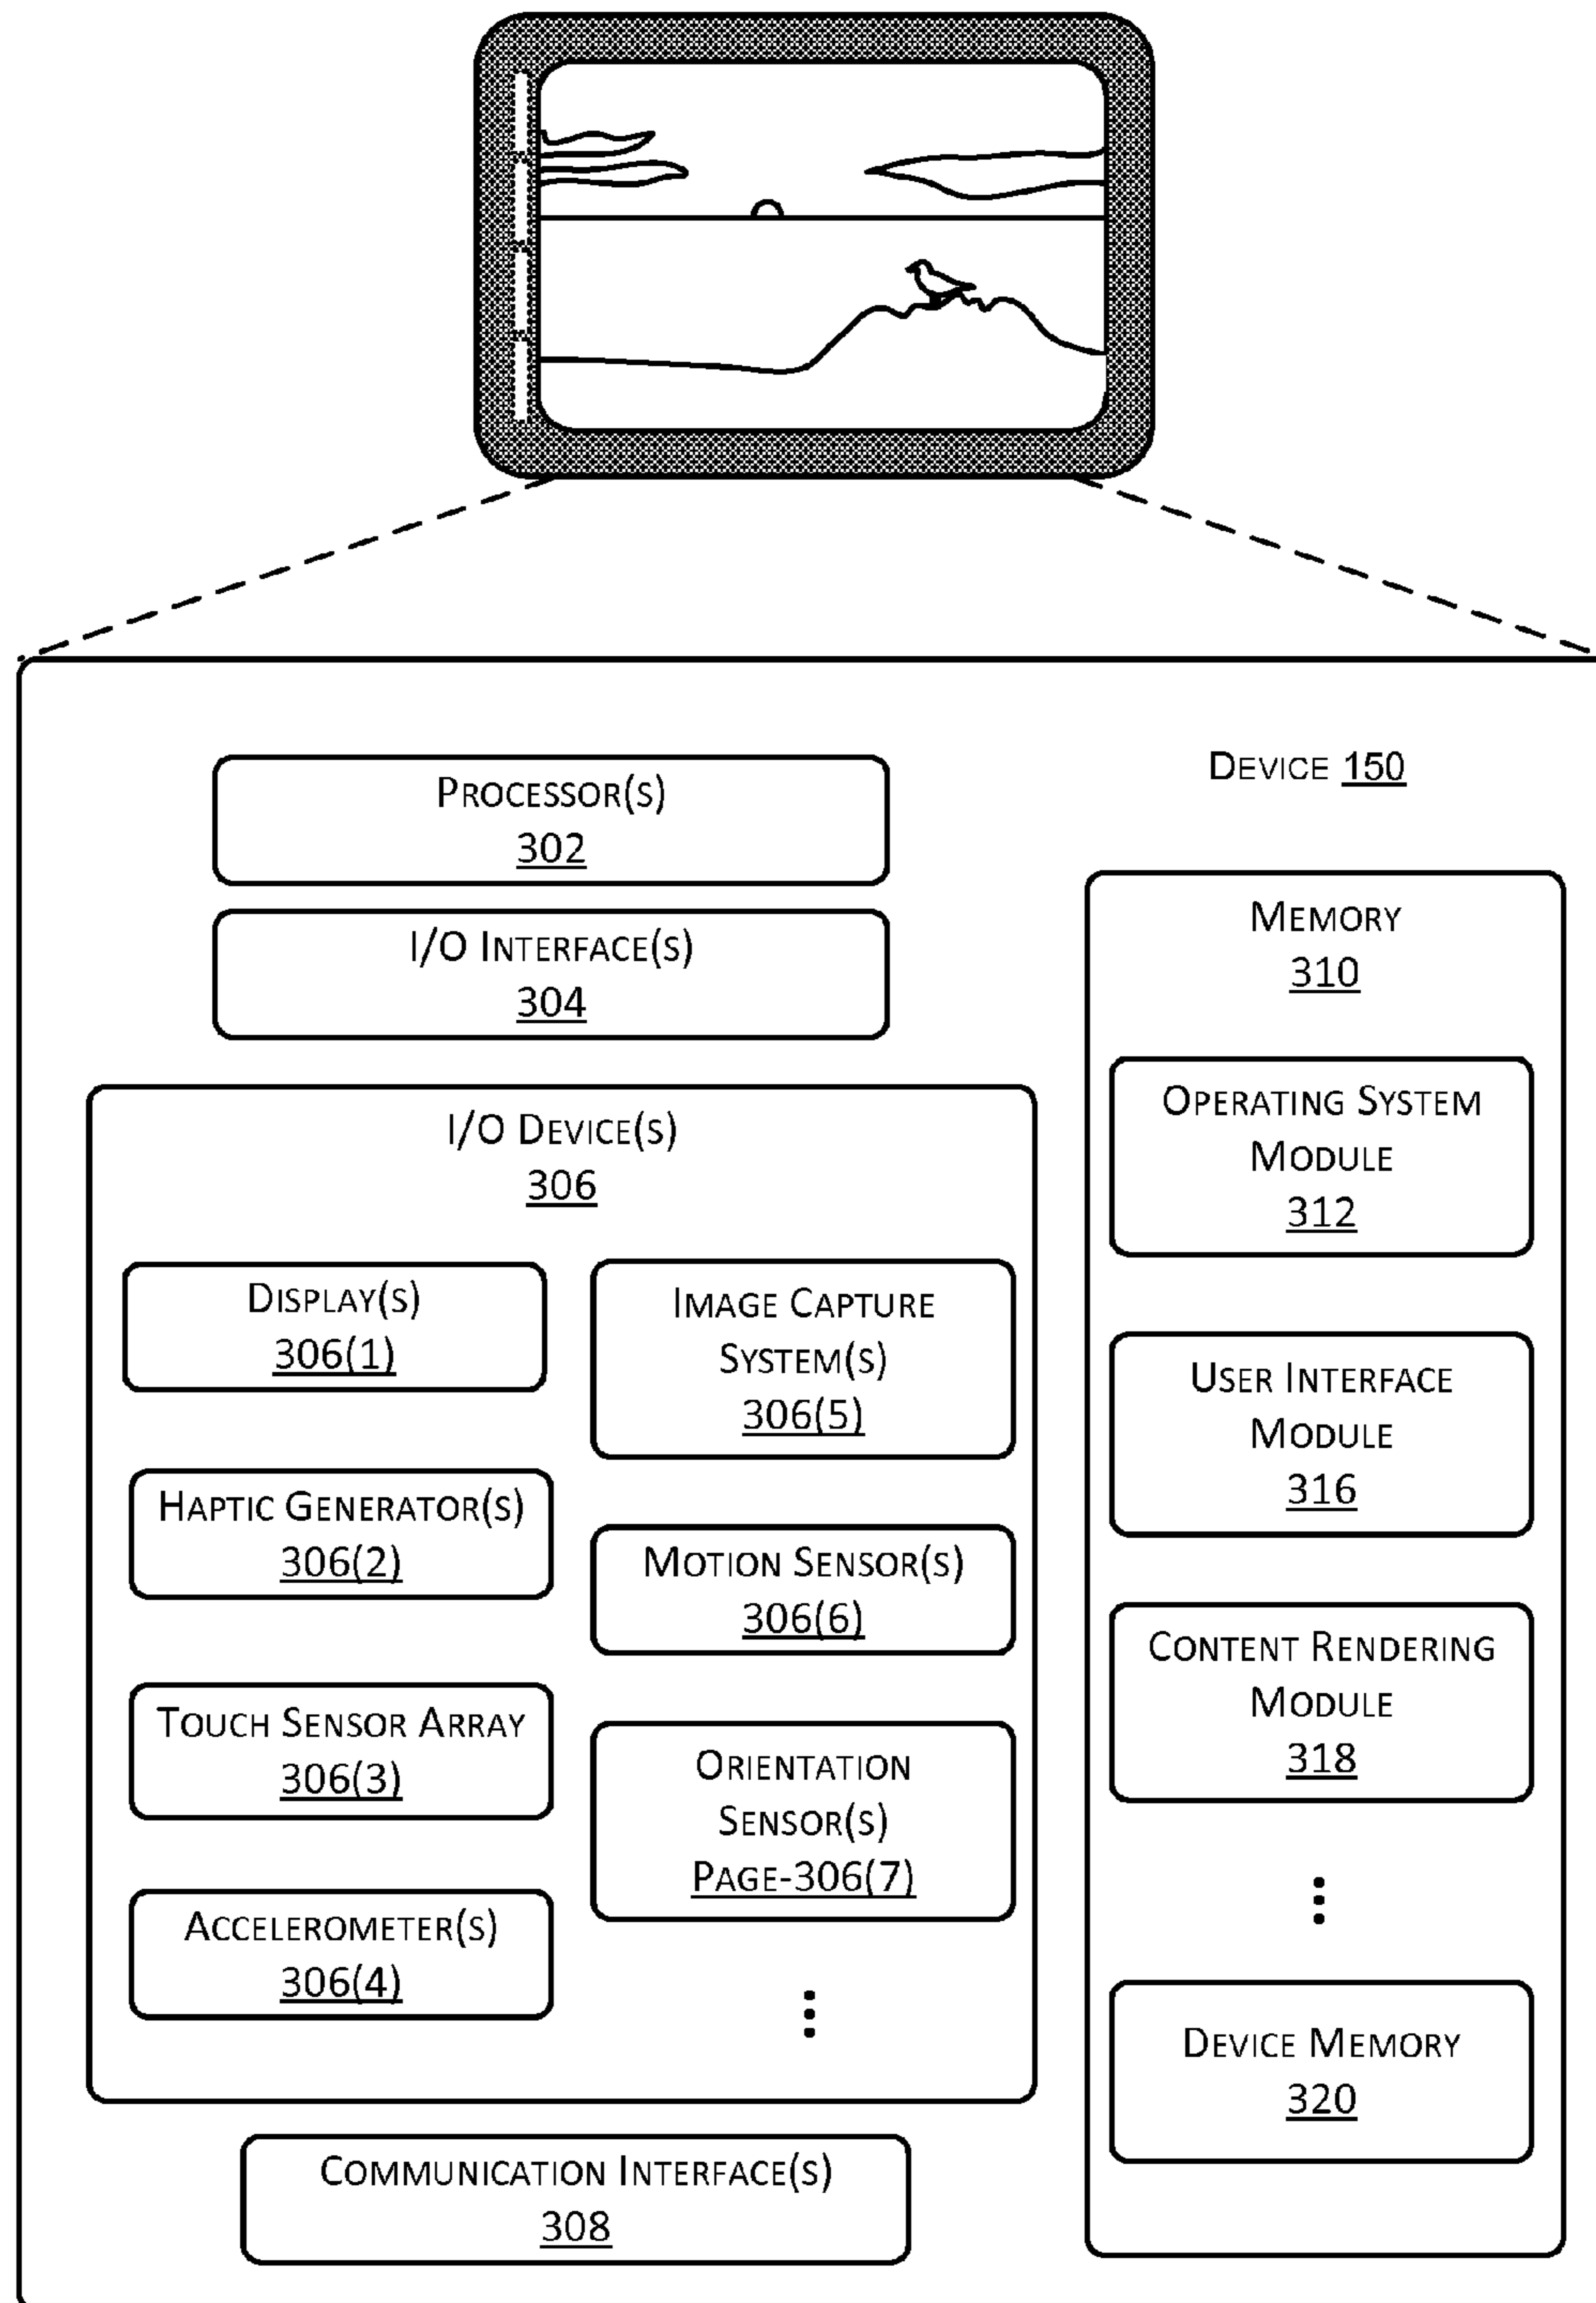 DEVICE 150
PROCESSOR(S)
302
I/O INTERFACE(S)
304
I/O DEVICE(S)
306
DISPLAY(S)
306(1)
HAPTIC GENERATOR(S)
306(2)
TOUCH SENSOR ARRAY
306(3)
ACCELEROMETER(S)
306(4)
IMAGE CAPTURE
SYSTEM(S)
306(5)
MOTION SENSOR(S)
306(6)
ORIENTATION
SENSOR(S)
PAGE-306(7)
COMMUNICATION INTERFACE(S)
308
MEMORY
310
OPERATING SYSTEM
MODULE
312
USER INTERFACE
MODULE
316
CONTENT RENDERING
MODULE
318
DEVICE MEMORY
320